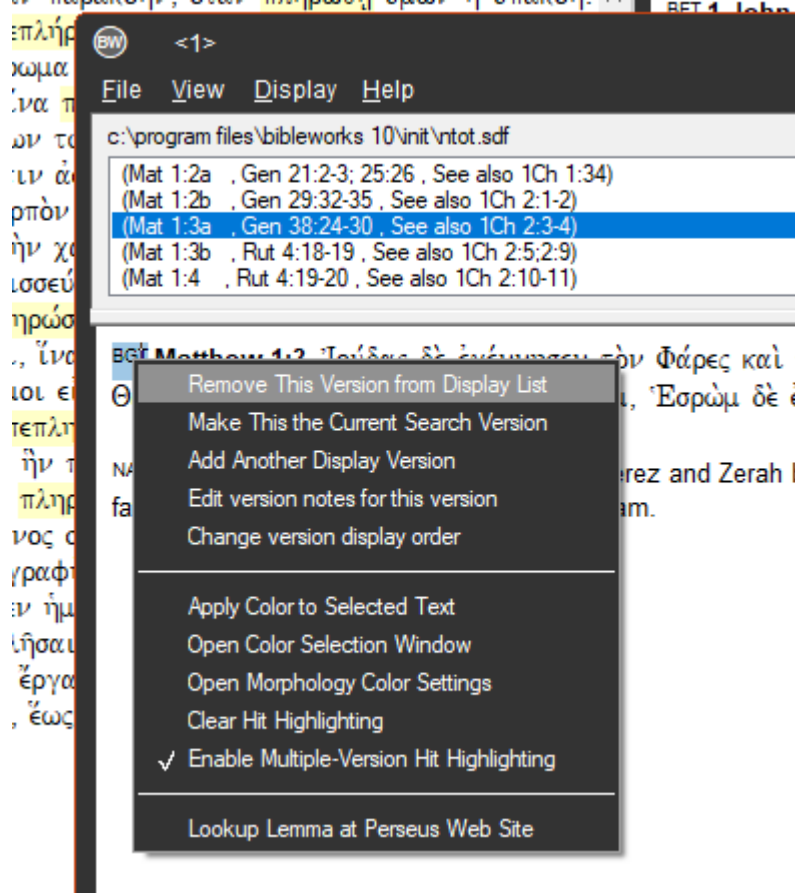 BW <1>
File View Display Help
c:\program files\bibleworks 10\init\ntot.sdf
(Mat 1:2a , Gen 21:2-3; 25:26 , See also 1Ch 1:34)
(Mat 1:2b , Gen 29:32-35 , See also 1Ch 2:1-2)
(Mat 1:3a , Gen 38:24-30 , See also 1Ch 2:3-4)
(Mat 1:3b , Rut 4:18-19 , See also 1Ch 2:5;2:9)
(Mat 1:4 , Rut 4:19-20 , See also 1Ch 2:10-11)
BGT Matthew 1:3 Ἰούδας δὲ ἐγέννησεν τὸν Φάρες καὶ
Ἑσρὼμ δὲ
Remove This Version from Display List
Make This the Current Search Version
Add Another Display Version
and Zerah
Edit version notes for this version
Change version display order
Apply Color to Selected Text
Open Color Selection Window
Open Morphology Color Settings
Clear Hit Highlighting
✓ Enable Multiple-Version Hit Highlighting
Lookup Lemma at Perseus Web Site